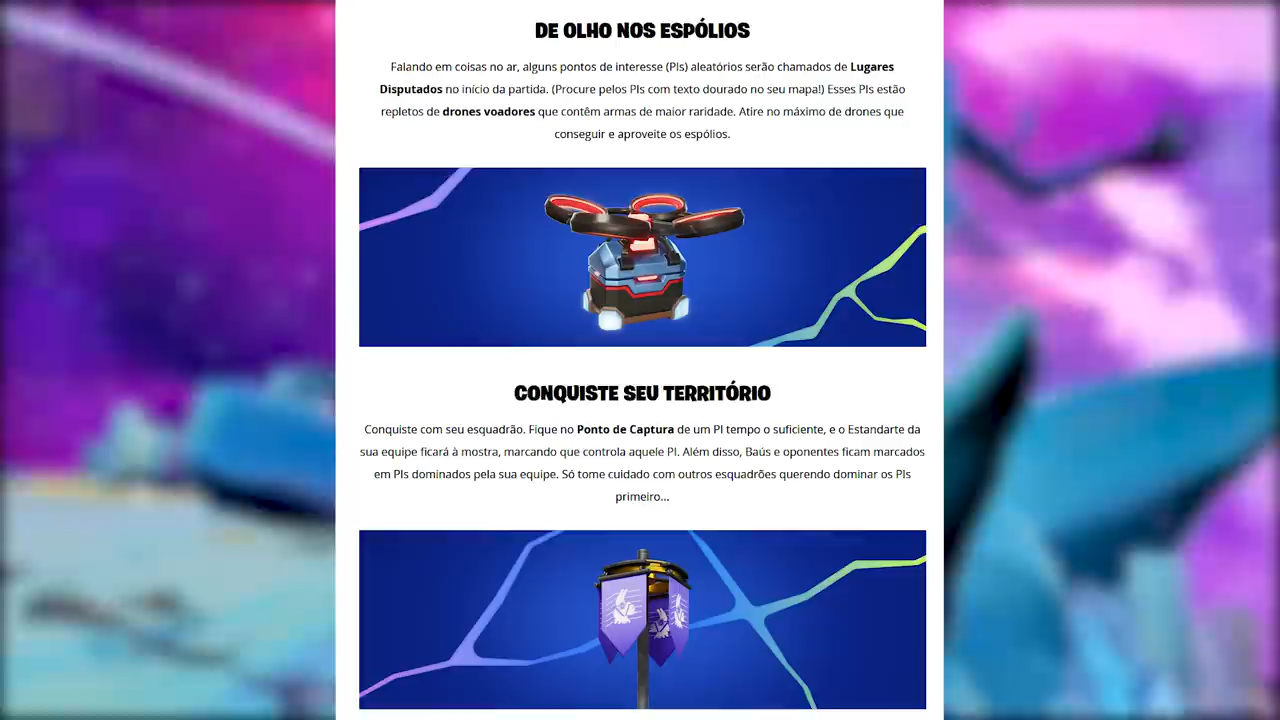 DE OLHO NOS ESPÓLIOS
Falando em coisas no ar, alguns pontos de interesse (PIs) aleatórios serão chamados de Lugares
Disputados no início da partida. (Procure pelos PIs com texto dourado no seu mapa!) Esses PIs estão
repletos de drones voadores que contêm armas de maior raridade. Atire no máximo de drones que
conseguir e aproveite os espólios.
CONQUISTE SEU TERRITÓRIO
Conquiste com seu esquadrão. Fique no Ponto de Captura de um PI tempo o suficiente, e o Estandarte da
sua equipe ficará à mostra, marcando que controla aquele PI. Além disso, Baús e oponentes ficam marcados
em PIs dominados pela sua equipe. Só tome cuidado com outros esquadrões querendo dominar os PIs
primeiro...